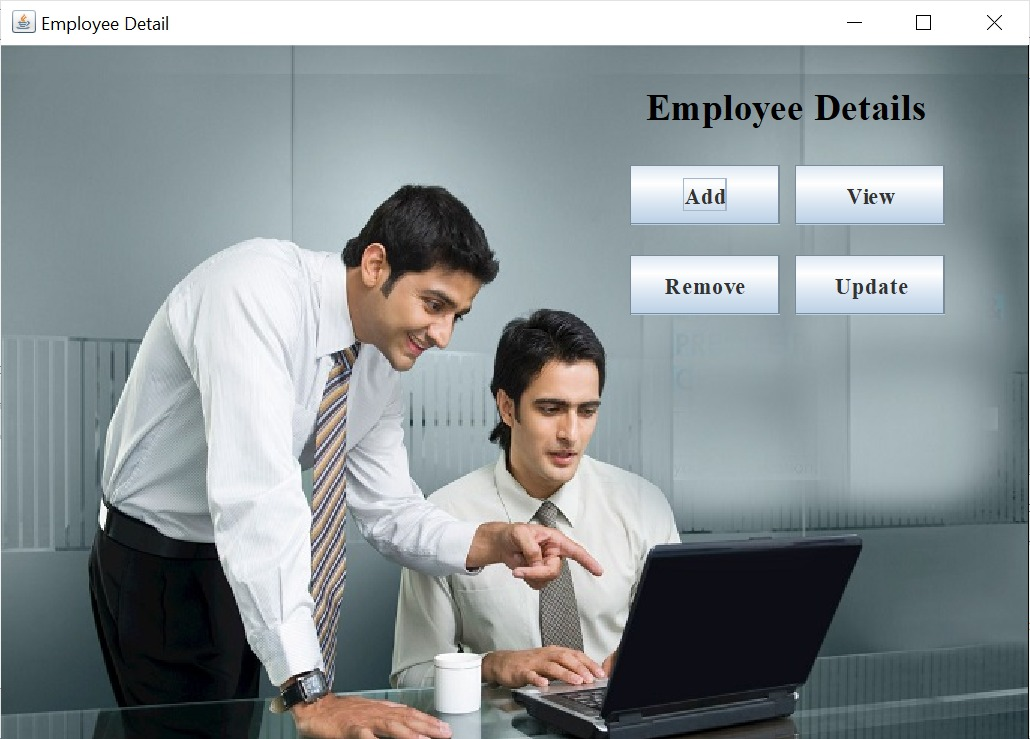 Employee Detail
Employee Details
Add View
Remove Update